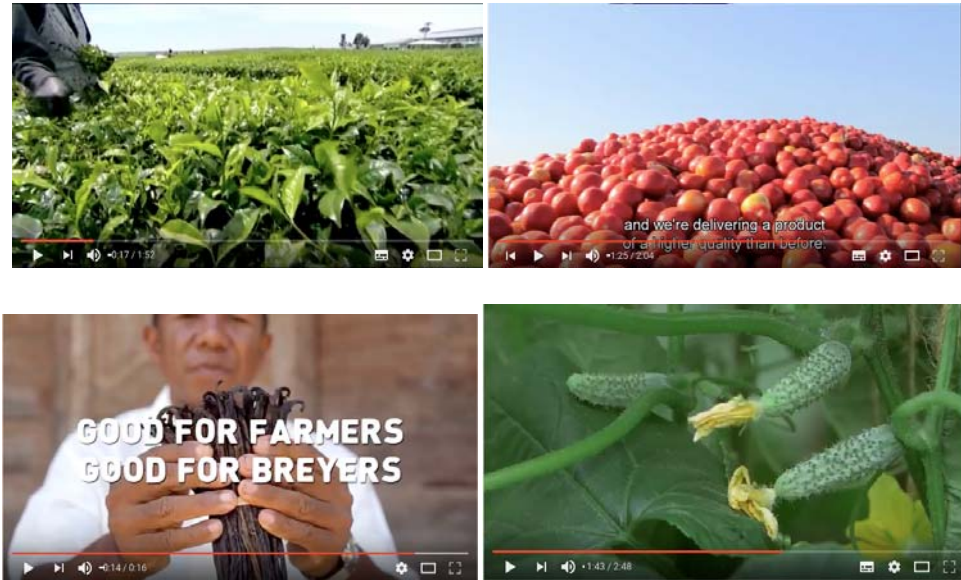 0:17 / 1:52
and we're delivering a product
of a higher quality than before.
1:25 / 2:04
GOOD FOR FARMERS
GOOD FOR BREYERS
0:14 / 0:16
1:43 / 2:48